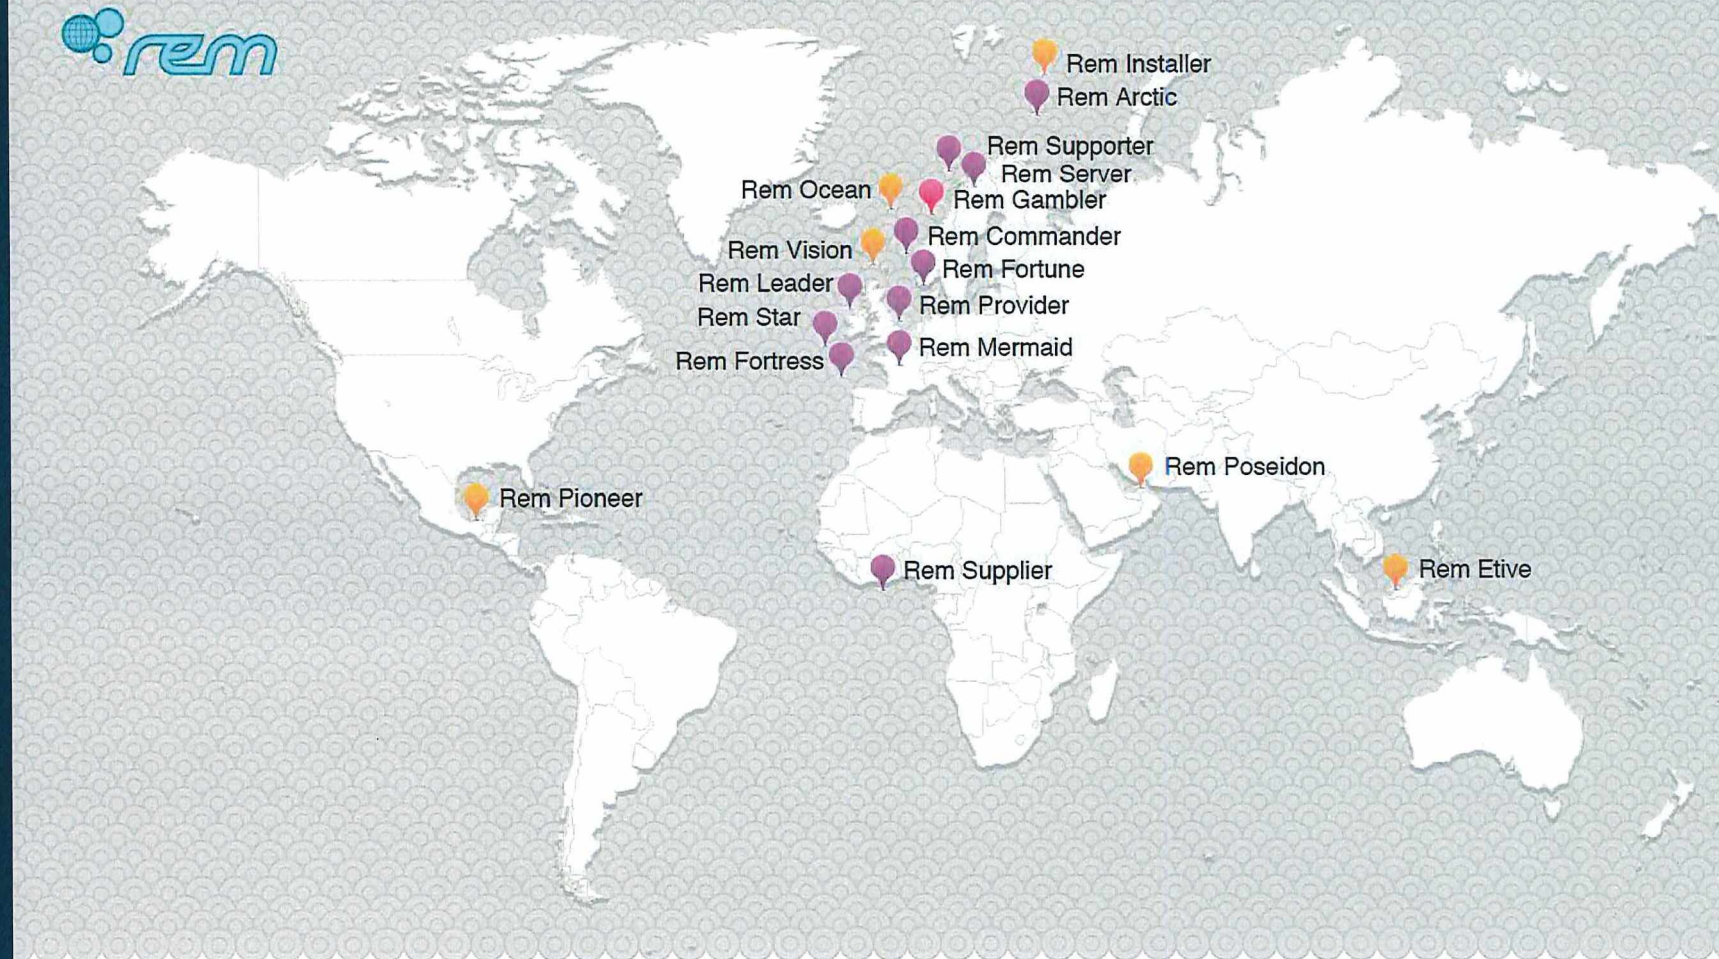 rem
Rem Installer
Rem Arctic
Rem Supporter
Rem Server
Rem Ocean
Rem Gambler
Rem Commander
Rem Vision
Rem Fortune
Rem Leader
Rem Provider
Rem Star
Rem Mermaid
Rem Fortress
Rem Poseidon
Rem Pioneer
Rem Supplier
Rem Etive